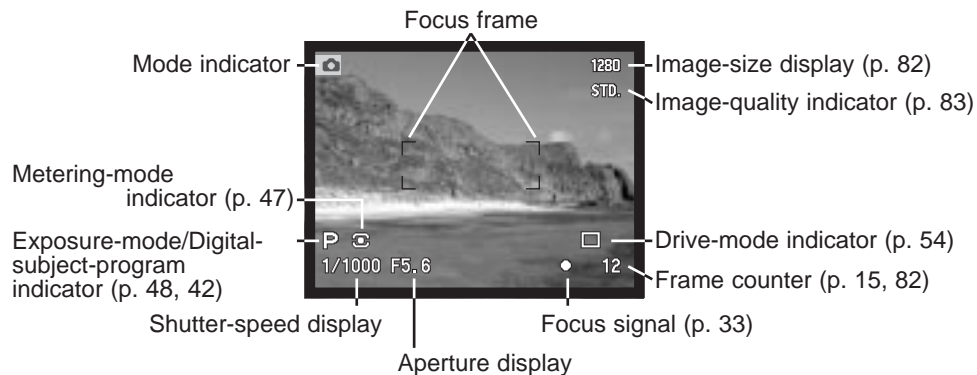 Focus frame
Mode indicator
1280
Image-size display (p. 82)
STD.
Image-quality indicator (p. 83)
Metering-mode
indicator (p. 47)
P
Exposure-mode/Digital-
subject-program
indicator (p. 48, 42)
Drive-mode indicator (p. 54)
1/1000 F5.6
12
Frame counter (p. 15, 82)
Shutter-speed display
Focus signal (p. 33)
Aperture display